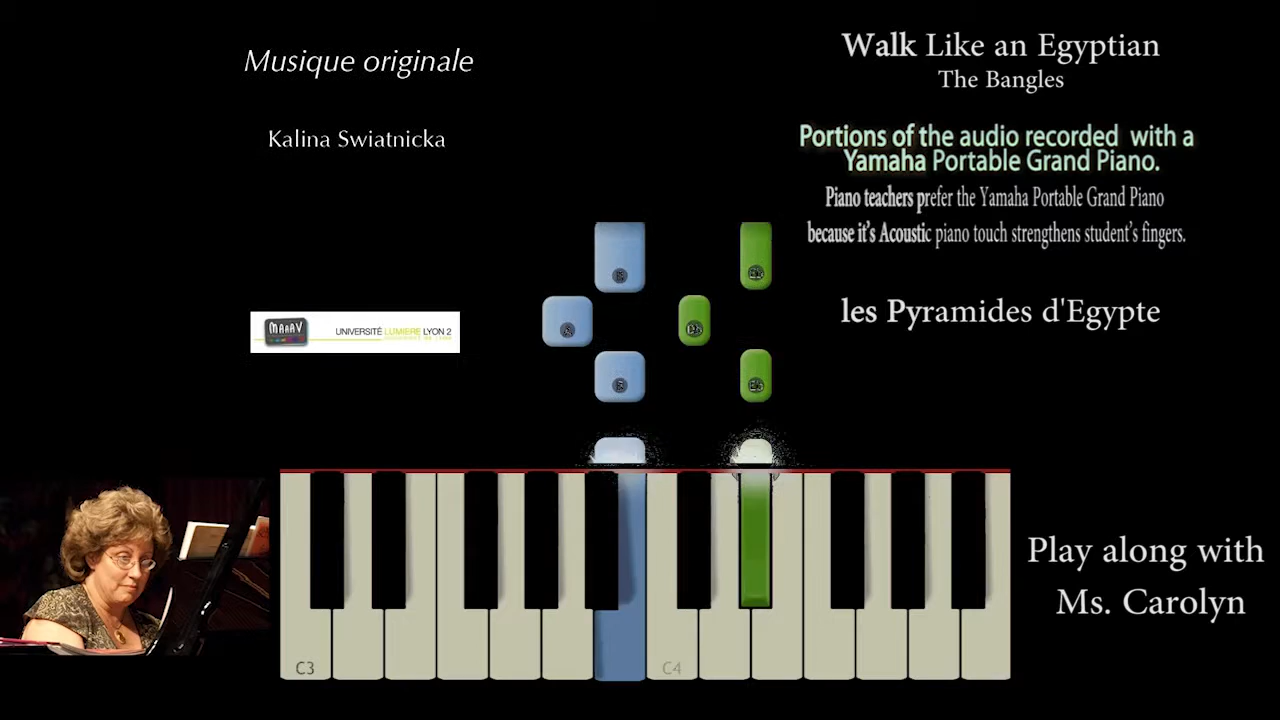 Musique originale
Kalina Swiatnicka
Walk Like an Egyptian
The Bangles
Portions of the audio recorded with a
Yamaha Portable Grand Piano.
Piano teachers prefer the Yamaha Portable Grand Piano
because it's Acoustic piano touch strengthens student's fingers.
les Pyramides d'Egypte
MAAAV
UNIVERSITÉ LUMIERE LYON 2
Play along with
Ms. Carolyn
C3
C4